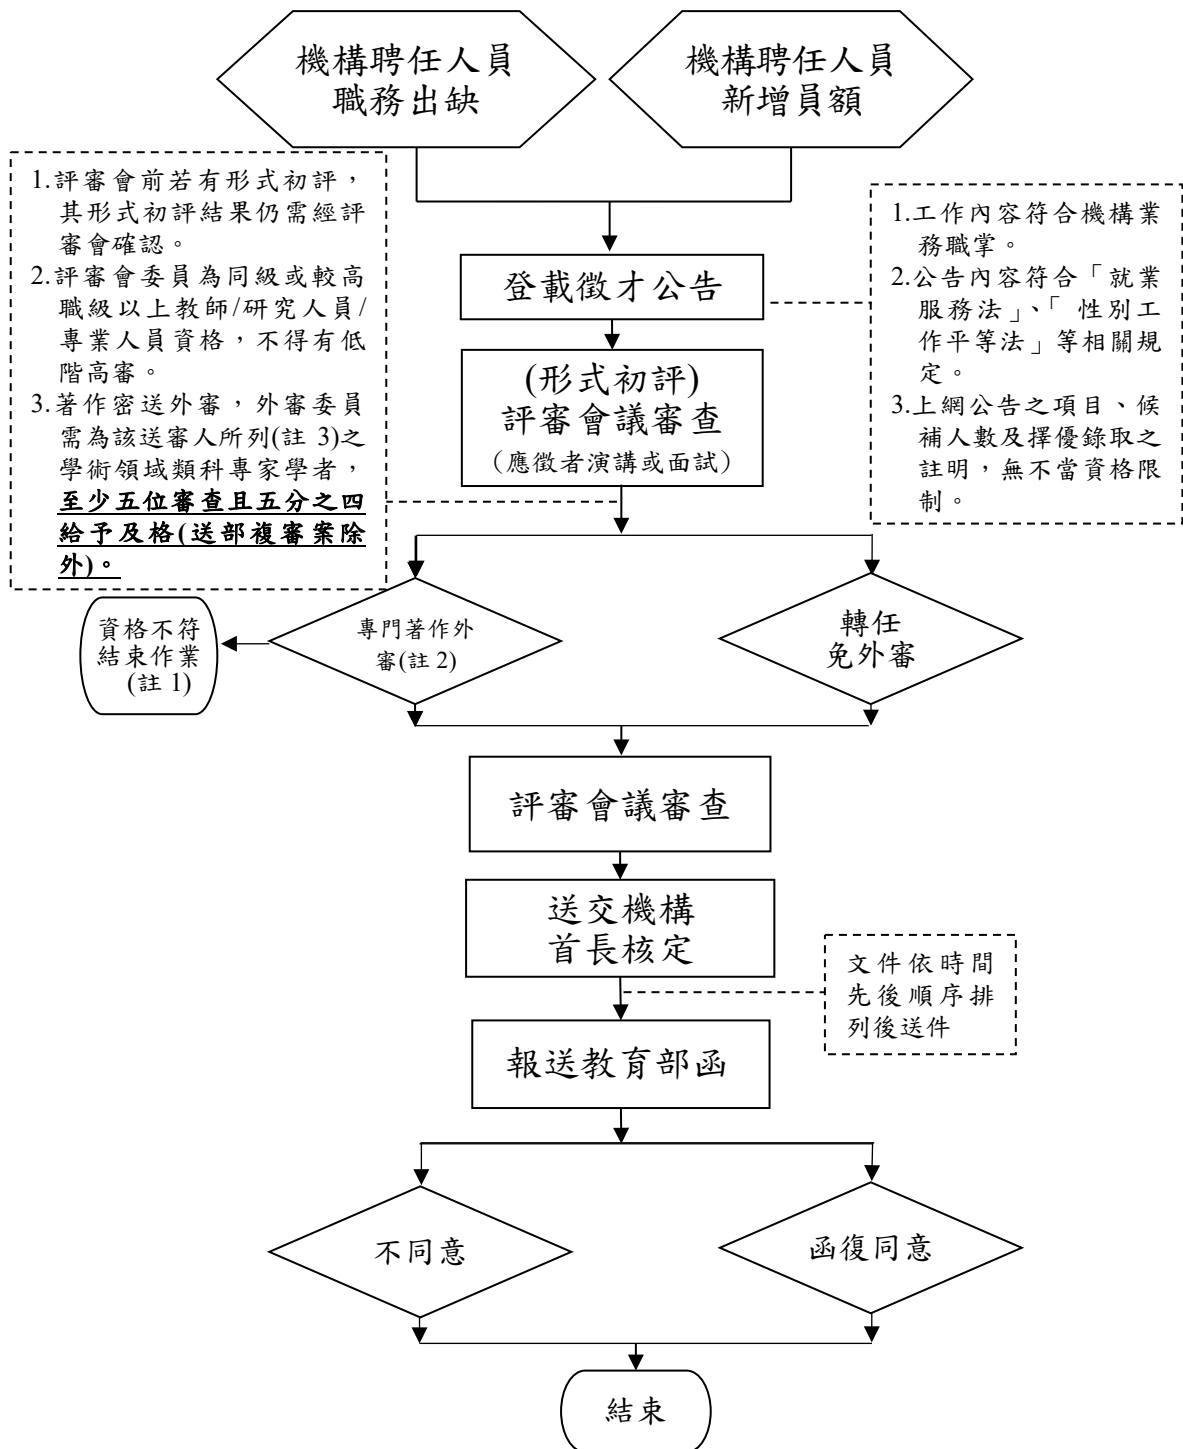 機構聘任人員
職務出缺
機構聘任人員
新增員額
1.評審會前若有形式初評，
其形式初評結果仍需經評
審會確認。
2.評審會委員為同級或較高
職級以上教師/研究人員/
專業人員資格，不得有低
階高審。
3.著作密送外審，外審委員
需為該送審人所列(註 3)之
學術領域類科專家學者，
至少五位審查且五分之四
給予及格(送部複審案除
外)。
1.工作內容符合機構業
務職掌。
2.公告內容符合「就業
服務法」、「 性別工
作平等法」等相關規
定。
3.上網公告之項目、候
補人數及擇優錄取之
註明，無不當資格限
制。
登載徵才公告
(形式初評)
評審會議審查
（應徵者演講或面試）
資格不符
結束作業
(註 1)
專門著作外
審(註 2)
轉任
免外審
評審會議審查
送交機構
首長核定
文件依時間
先後順序排
列後送件
報送教育部函
不同意
函復同意
結束